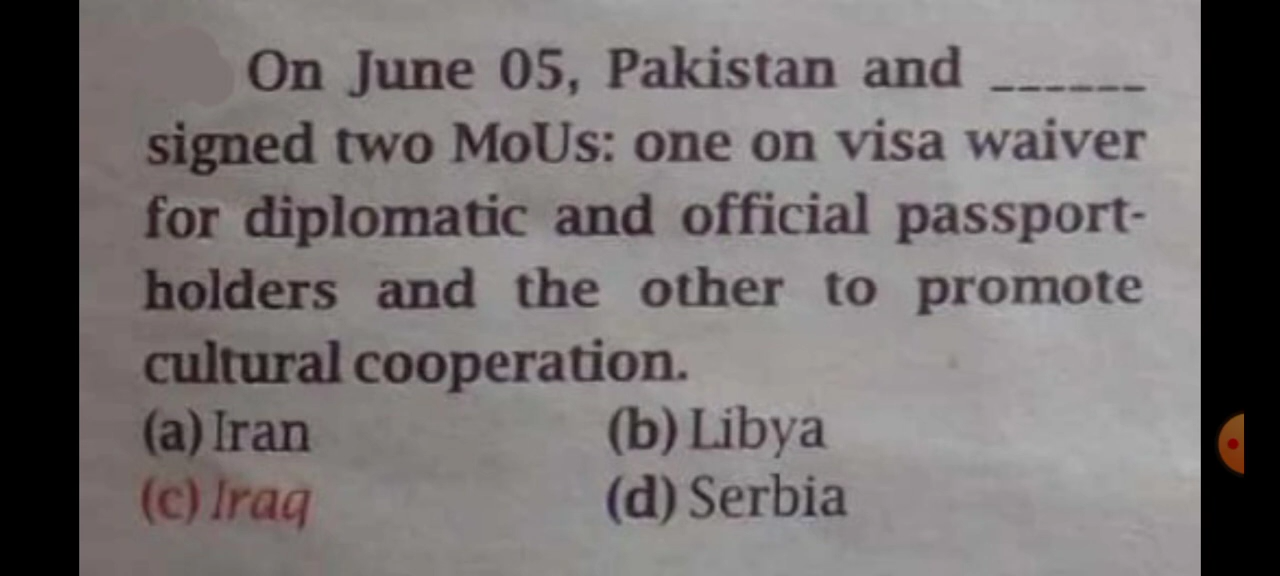 On June 05, Pakistan and ______
signed two MoUs: one on visa waiver
for diplomatic and official passport-
holders and the other to promote
cultural cooperation.
(a) Iran (b) Libya
(c) Iraq (d) Serbia